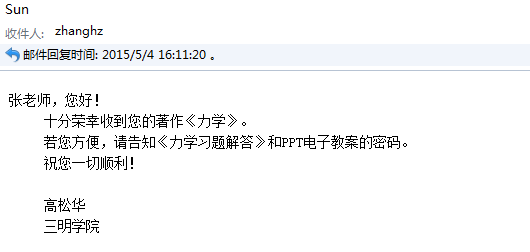 Sun
收件人: zhanghz
邮件回复时间: 2015/5/4 16:11:20 。
张老师，您好！
十分荣幸收到您的著作《力学》。
若您方便，请告知《力学习题解答》和PPT电子教案的密码。
祝您一切顺利！
高松华
三明学院